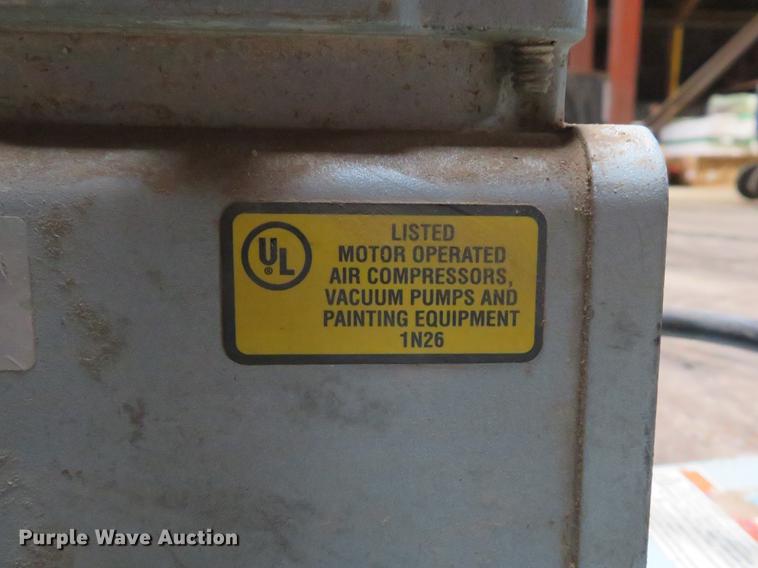 UL
®
LISTED
MOTOR OPERATED
AIR COMPRESSORS,
VACUUM PUMPS AND
PAINTING EQUIPMENT
1N26
Purple Wave Auction